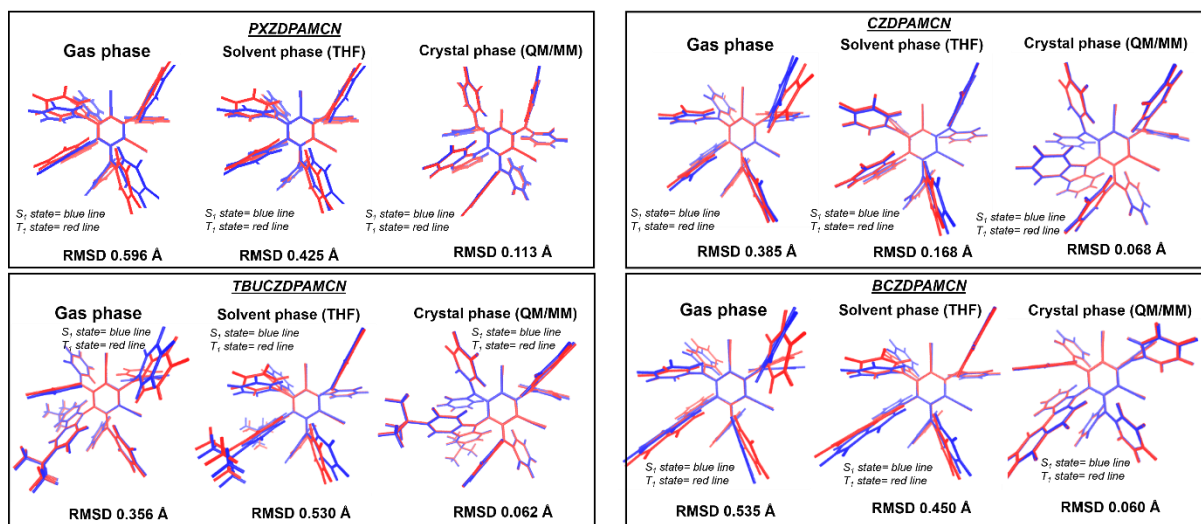 PXZDPAMCN
Gas phase
Solvent phase (THF)
Crystal phase (QM/MM)
S₁ state= blue line
T₁ state= red line
S₁ state= blue line
T₁ state= red line
S₁ state= blue line
T₁ state= red line
RMSD 0.596 Å
RMSD 0.425 Å
RMSD 0.113 Å
CZDPAMCN
Gas phase
Solvent phase (THF)
Crystal phase (QM/MM)
S₁ state= blue line
T₁ state= red line
S₁ state= blue line
T₁ state= red line
S₁ state= blue line
T₁ state= red line
RMSD 0.385 Å
RMSD 0.168 Å
RMSD 0.068 Å
TBUCZDPAMCN
Gas phase
Solvent phase (THF)
Crystal phase (QM/MM)
S₁ state= blue line
T₁ state= red line
S₁ state= blue line
T₁ state= red line
S₁ state= blue line
T₁ state= red line
RMSD 0.356 Å
RMSD 0.530 Å
RMSD 0.062 Å
BCZDPAMCN
Gas phase
Solvent phase (THF)
Crystal phase (QM/MM)
S₁ state= blue line
T₁ state= red line
S₁ state= blue line
T₁ state= red line
S₁ state= blue line
T₁ state= red line
RMSD 0.535 Å
RMSD 0.450 Å
RMSD 0.060 Å